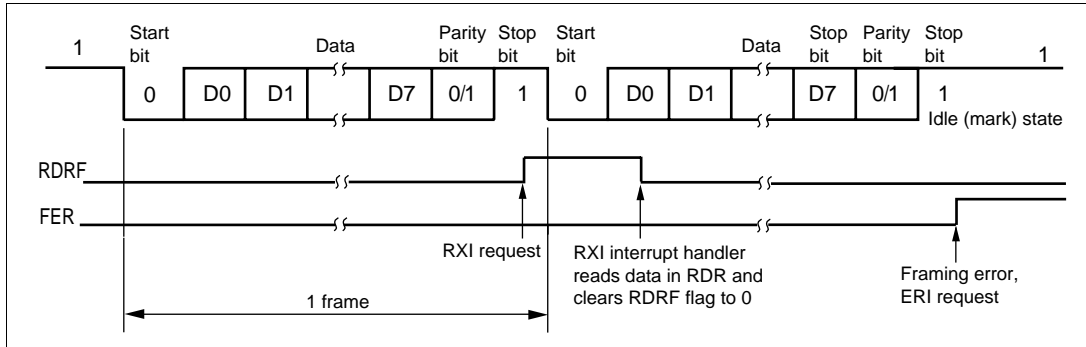 1
Start bit
Data
Parity bit
Stop bit
Start bit
Data
Stop bit
Parity bit
Stop bit
1
0 D0 D1 D7 0/1 1 0 D0 D1 D7 0/1 1
Idle (mark) state
RDRF
FER
RXI request
RXI interrupt handler
reads data in RDR and
clears RDRF flag to 0
Framing error,
ERI request
1 frame